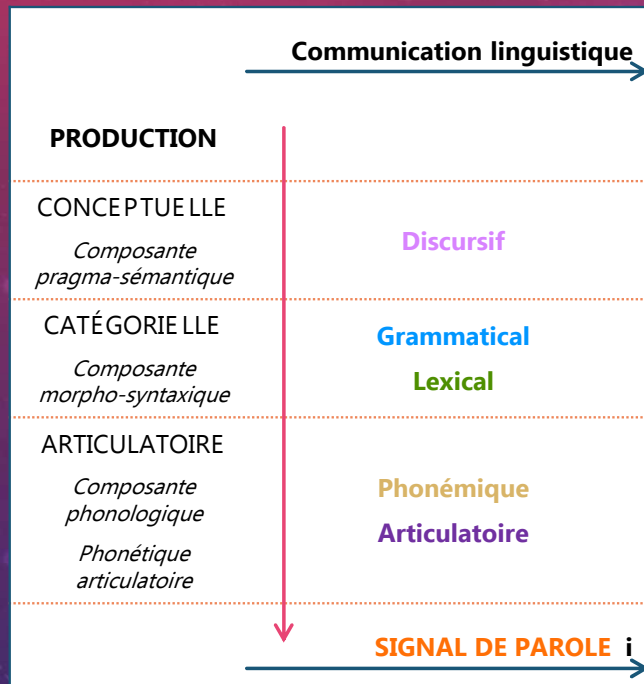 Communication linguistique
PRODUCTION
CONCEPTUELLE
Composante
pragma-sémantique
Discursif
CATÉGORIELLE
Composante
morpho-syntaxique
Grammatical
Lexical
ARTICULATOIRE
Composante
phonologique
Phonétique
articulatoire
Phonémique
Articulatoire
SIGNAL DE PAROLE i